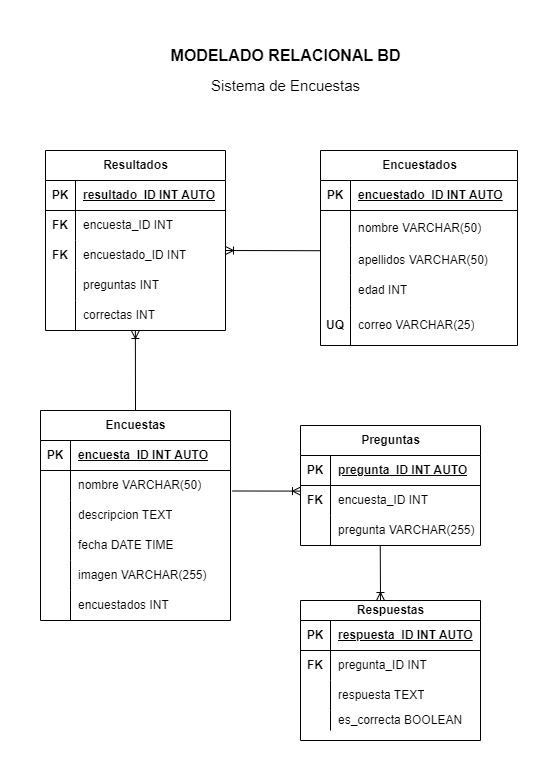 MODELADO RELACIONAL BD
Sistema de Encuestas
Resultados
PK resultado_ID INT AUTO
FK encuesta_ID INT
FK encuestado_ID INT
preguntas INT
correctas INT
Encuestados
PK encuestado_ID INT AUTO
nombre VARCHAR(50)
apellidos VARCHAR(50)
edad INT
UQ correo VARCHAR(25)
Encuestas
PK encuesta_ID INT AUTO
nombre VARCHAR(50)
descripcion TEXT
fecha DATE TIME
imagen VARCHAR(255)
encuestados INT
Preguntas
PK pregunta_ID INT AUTO
FK encuesta_ID INT
pregunta VARCHAR(255)
Respuestas
PK respuesta_ID INT AUTO
FK pregunta_ID INT
respuesta TEXT
es_correcta BOOLEAN